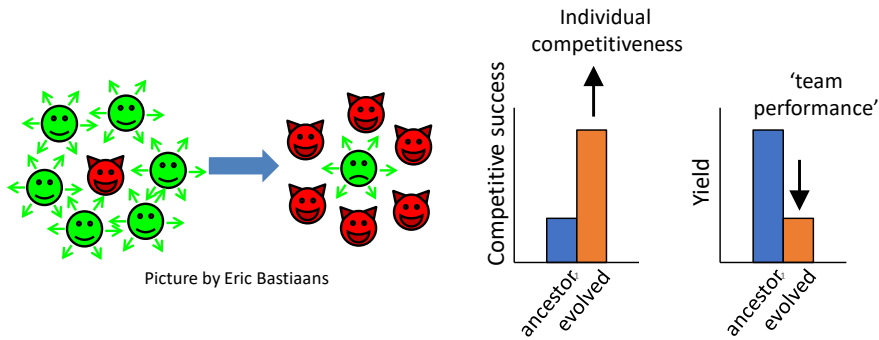 Picture by Eric Bastiaans
Individual
competitiveness
Competitive success
ancestor
evolved
'team
performance'
Yield
ancestor
evolved